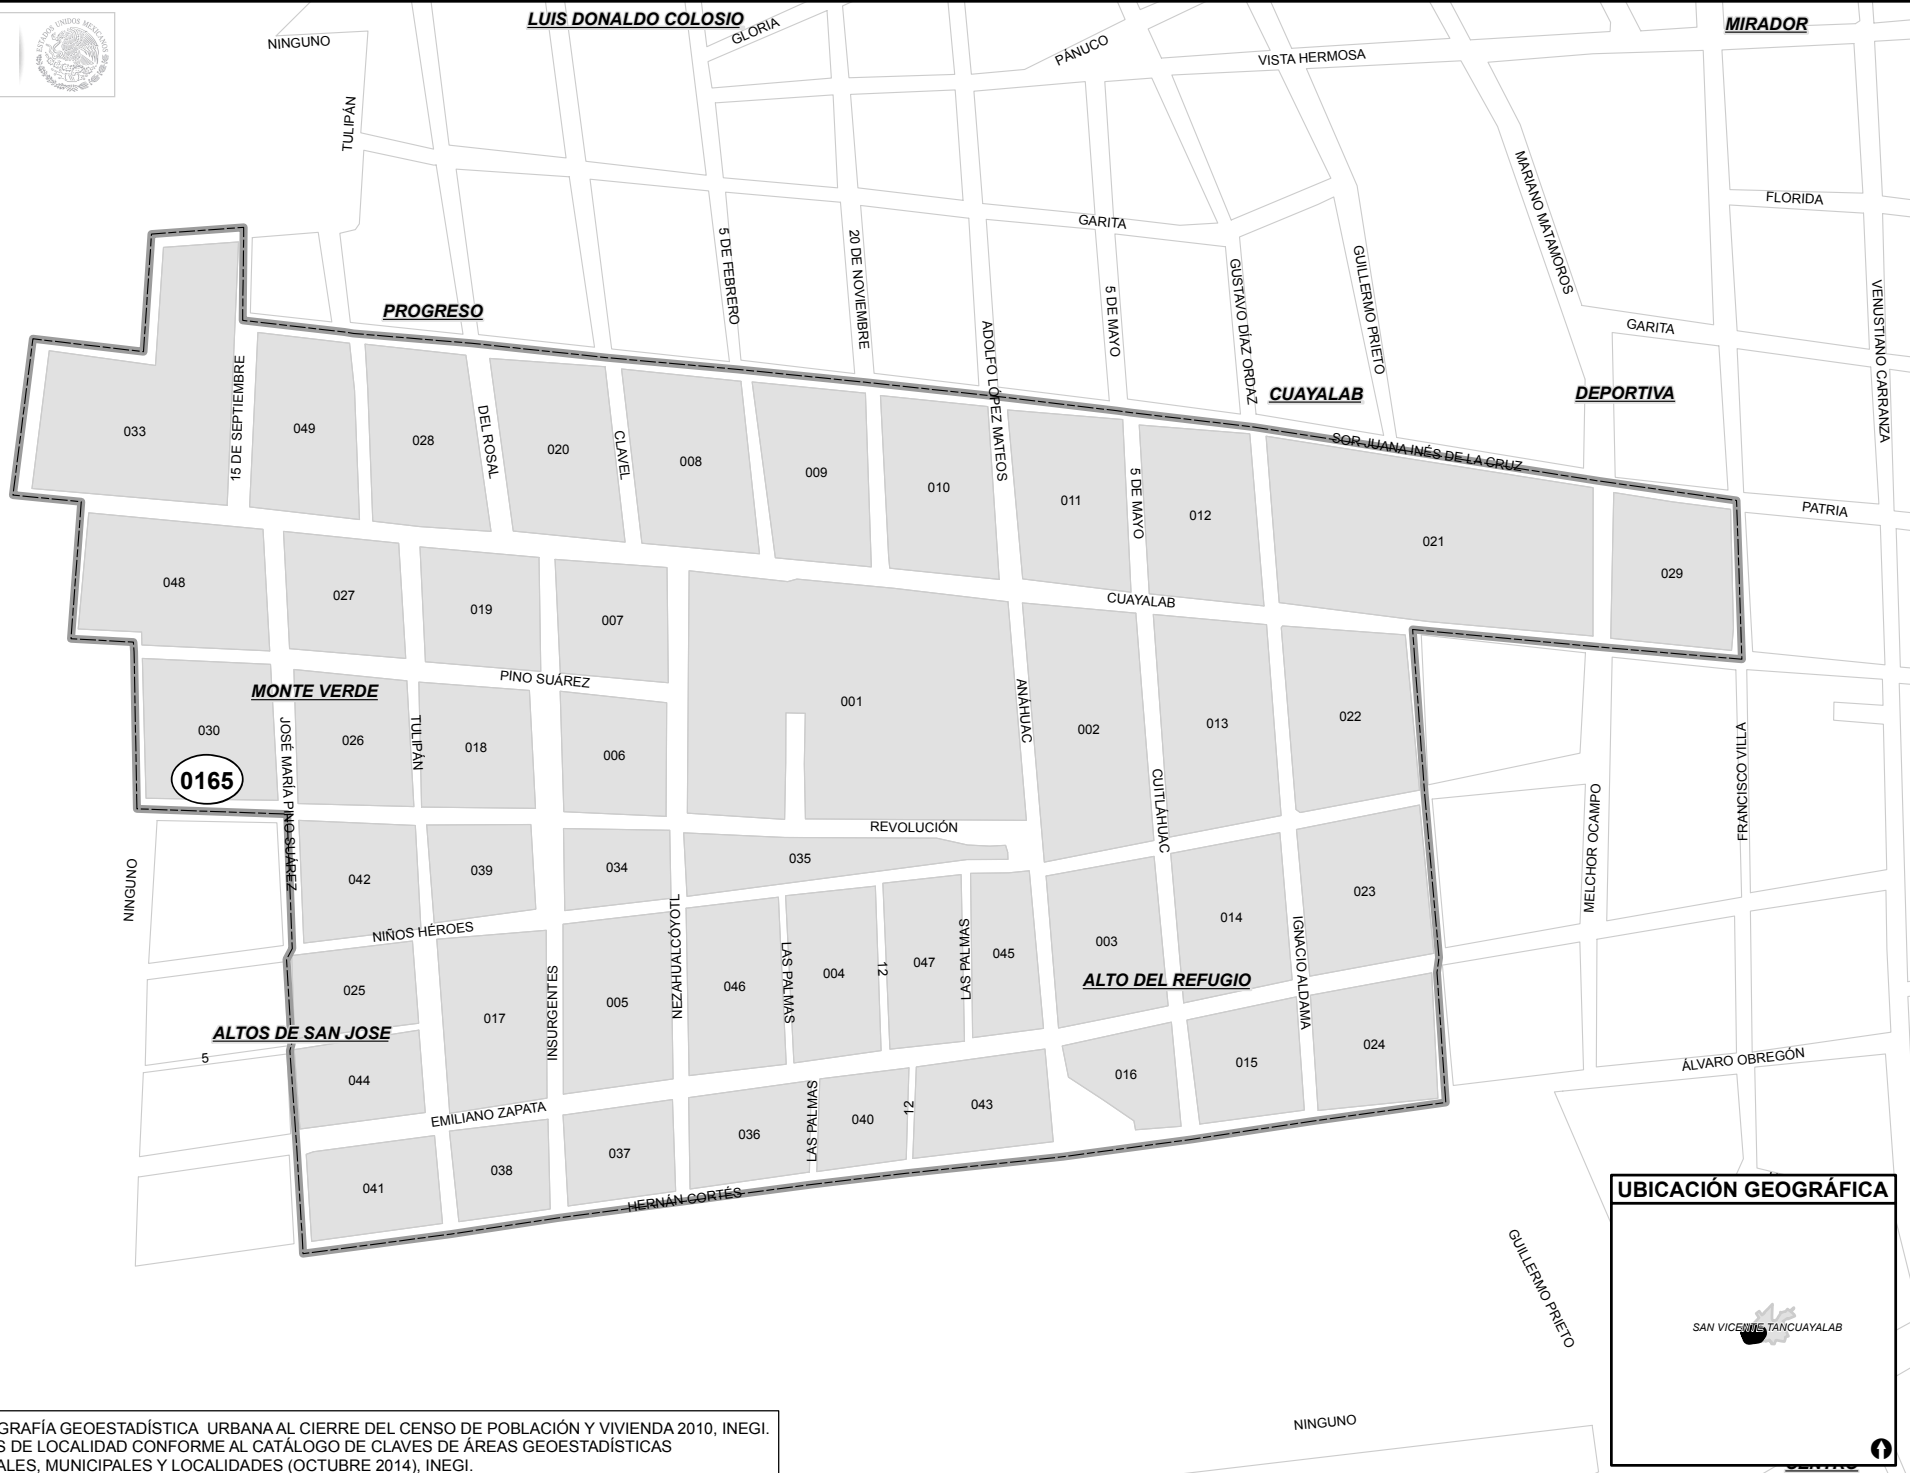 ESTADOS UNIDOS MEXICANOS
LUIS DONALDO COLOSIO
MIRADOR
NINGUNO
GLORIA
PÁNUCO
VISTA HERMOSA
TULIPÁN
MARIANO MATAMOROS
FLORIDA
GARITA
5 DE FEBRERO
20 DE NOVIEMBRE
ADOLFO LÓPEZ MATEOS
5 DE MAYO
GUSTAVO DÍAZ ORDAZ
GUILLERMO PRIETO
VENUSTIANO CARRANZA
GARITA
PROGRESO
CUAYALAB
DEPORTIVA
SOR JUANA INÉS DE LA CRUZ
PATRIA
15 DE SEPTIEMBRE
DEL ROSAL
CLAVEL
5 DE MAYO
033
049
028
020
008
009
010
011
012
021
029
048
027
019
007
CUAYALAB
PINO SUÁREZ
MONTE VERDE
001
ANÁHUAC
002
013
022
030
026
TULIPÁN
018
006
0165
JOSÉ MARÍA PINO SUÁREZ
CUITLÁHUAC
MELCHOR OCAMPO
FRANCISCO VILLA
REVOLUCIÓN
NINGUNO
042
039
034
035
023
NIÑOS HÉROES
NEZAHUALCÓYOTL
LAS PALMAS
12
LAS PALMAS
014
003
IGNACIO ALDAMA
025
017
INSURGENTES
005
046
004
047
045
ALTO DEL REFUGIO
ALTOS DE SAN JOSE
5
044
016
015
024
ÁLVARO OBREGÓN
EMILIANO ZAPATA
LAS PALMAS
12
036
040
043
041
038
037
HERNÁN CORTÉS
UBICACIÓN GEOGRÁFICA
GUILLERMO PRIETO
SAN VICENTE TANCUAYALAB
NINGUNO
GRAFÍA GEOESTADÍSTICA URBANA AL CIERRE DEL CENSO DE POBLACIÓN Y VIVIENDA 2010, INEGI.
S DE LOCALIDAD CONFORME AL CATÁLOGO DE CLAVES DE ÁREAS GEOESTADÍSTICAS
ALES, MUNICIPALES Y LOCALIDADES (OCTUBRE 2014), INEGI.